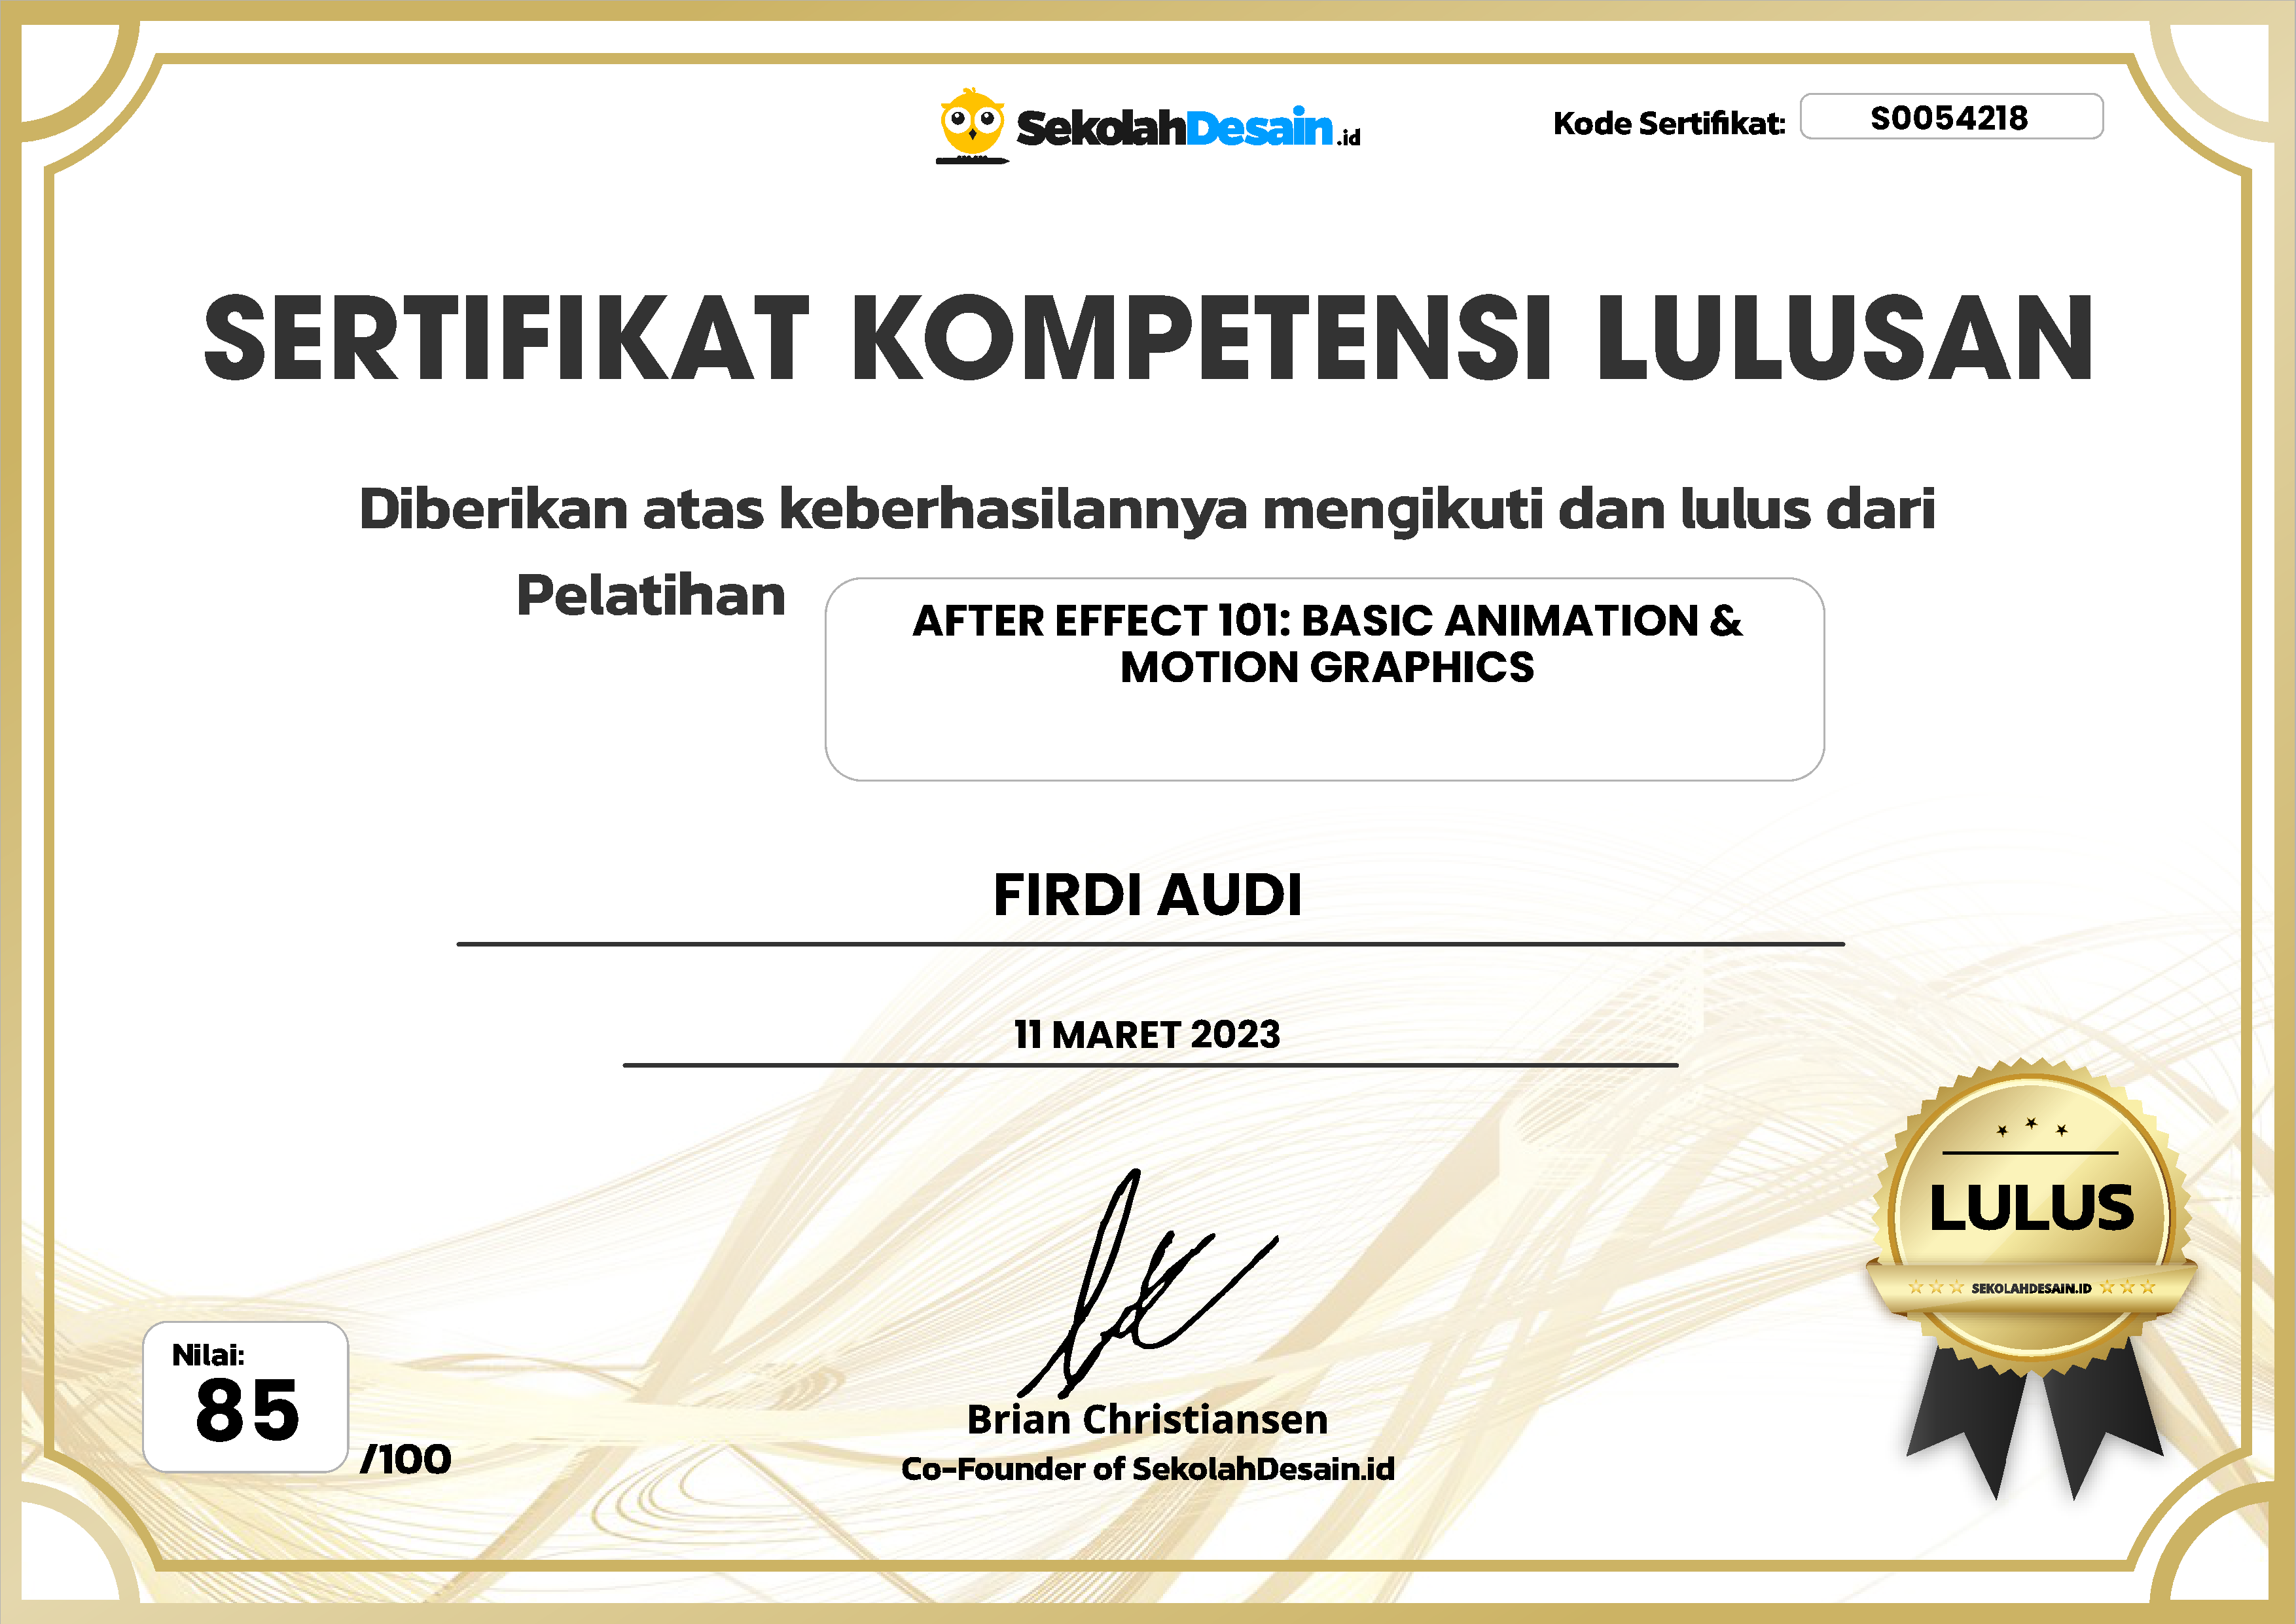 SekolahDesain.id
Kode Sertifikat: S0054218
SERTIFIKAT KOMPETENSI LULUSAN
Diberikan atas keberhasilannya mengikuti dan lulus dari
Pelatihan
AFTER EFFECT 101: BASIC ANIMATION &
MOTION GRAPHICS
FIRDI AUDI
11 MARET 2023
LULUS
SEKOLAHDESAIN.ID
Nilai:
85
/100
Brian Christiansen
Co-Founder of SekolahDesain.id